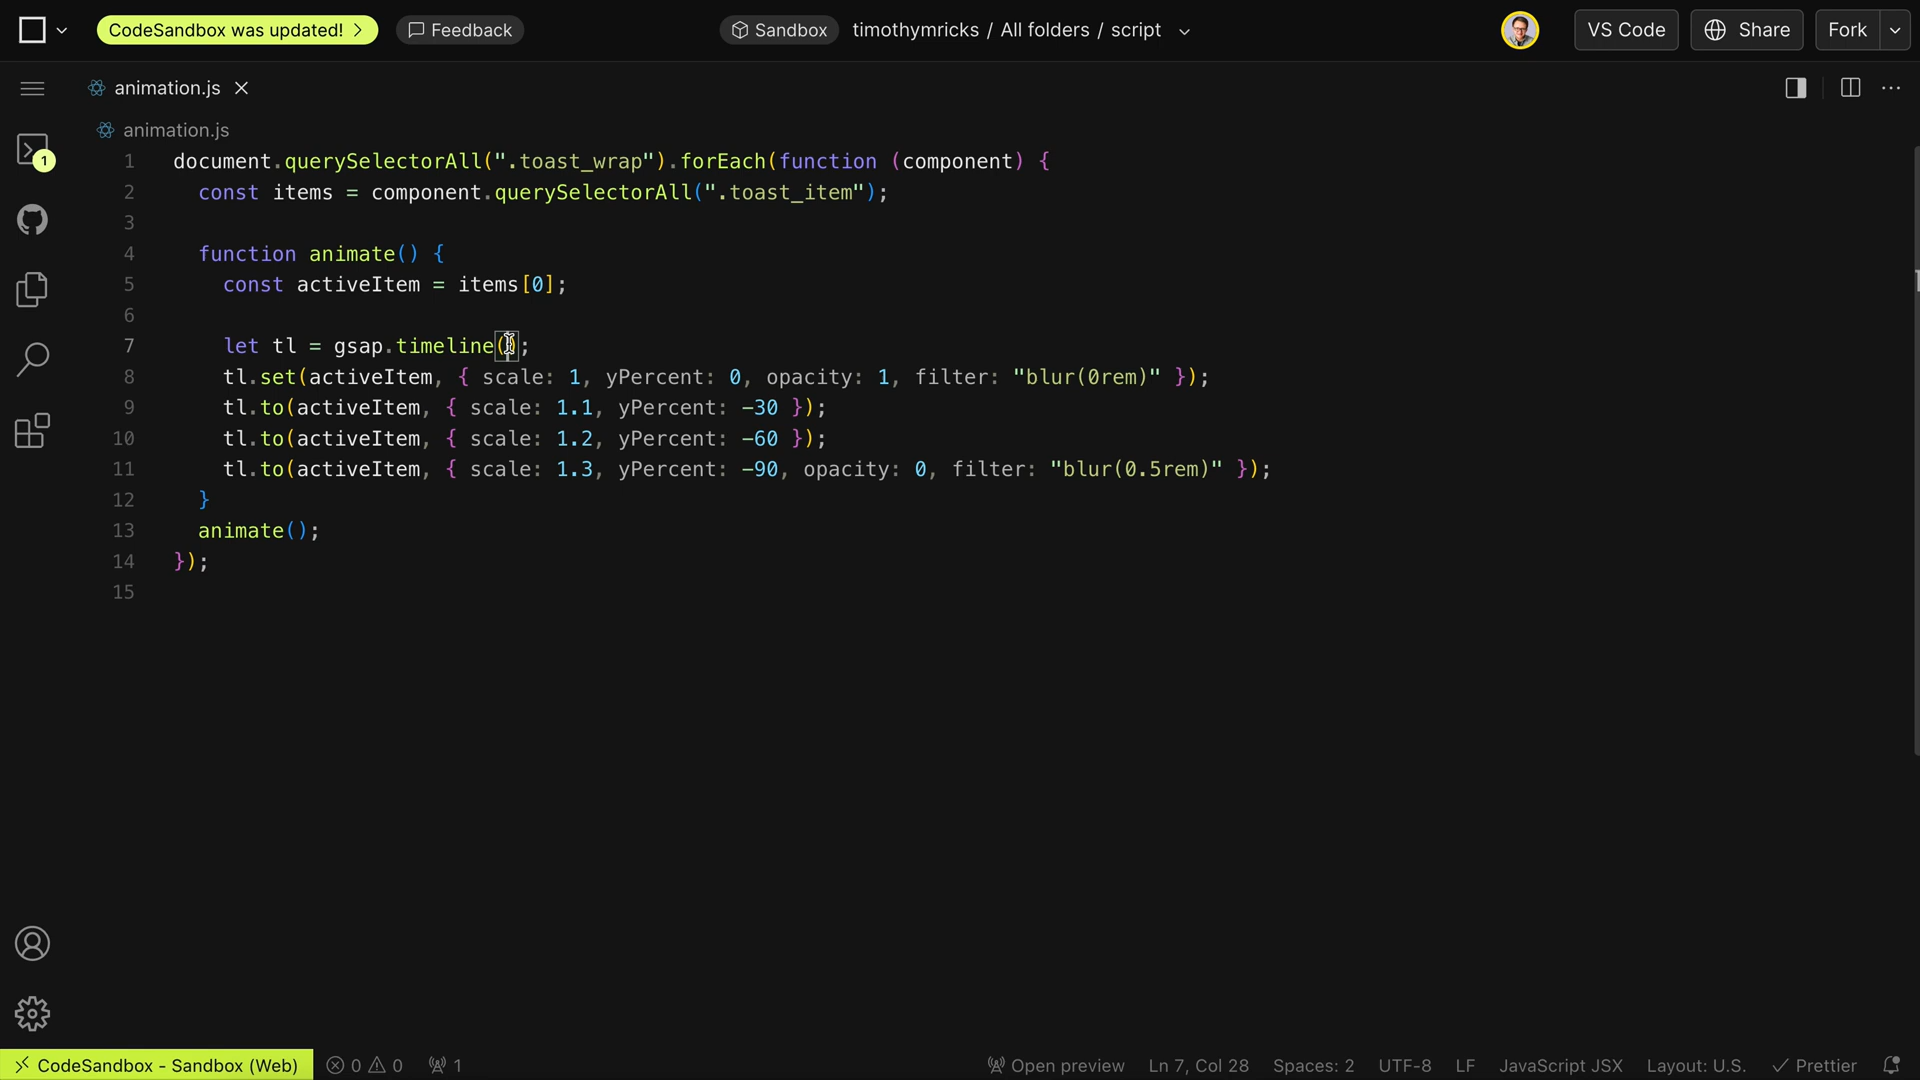 CodeSandbox was updated! >
Feedback
Sandbox
timothymricks / All folders / script
VS Code
Share
Fork
animation.js
1
animation.js
1 document.querySelectorAll(".toast_wrap").forEach(function (component) {
2 const items = component.querySelectorAll(".toast_item");
3
4 function animate() {
5 const activeItem = items[0];
6
7 let tl = gsap.timeline();
8 tl.set(activeItem, { scale: 1, yPercent: 0, opacity: 1, filter: "blur(0rem)" });
9 tl.to(activeItem, { scale: 1.1, yPercent: -30 });
10 tl.to(activeItem, { scale: 1.2, yPercent: -60 });
11 tl.to(activeItem, { scale: 1.3, yPercent: -90, opacity: 0, filter: "blur(0.5rem)" });
12 }
13 animate();
14 });
15
CodeSandbox - Sandbox (Web) 0 0 1 Open preview Ln 7, Col 28 Spaces: 2 UTF-8 LF JavaScript JSX Layout: U.S. Prettier